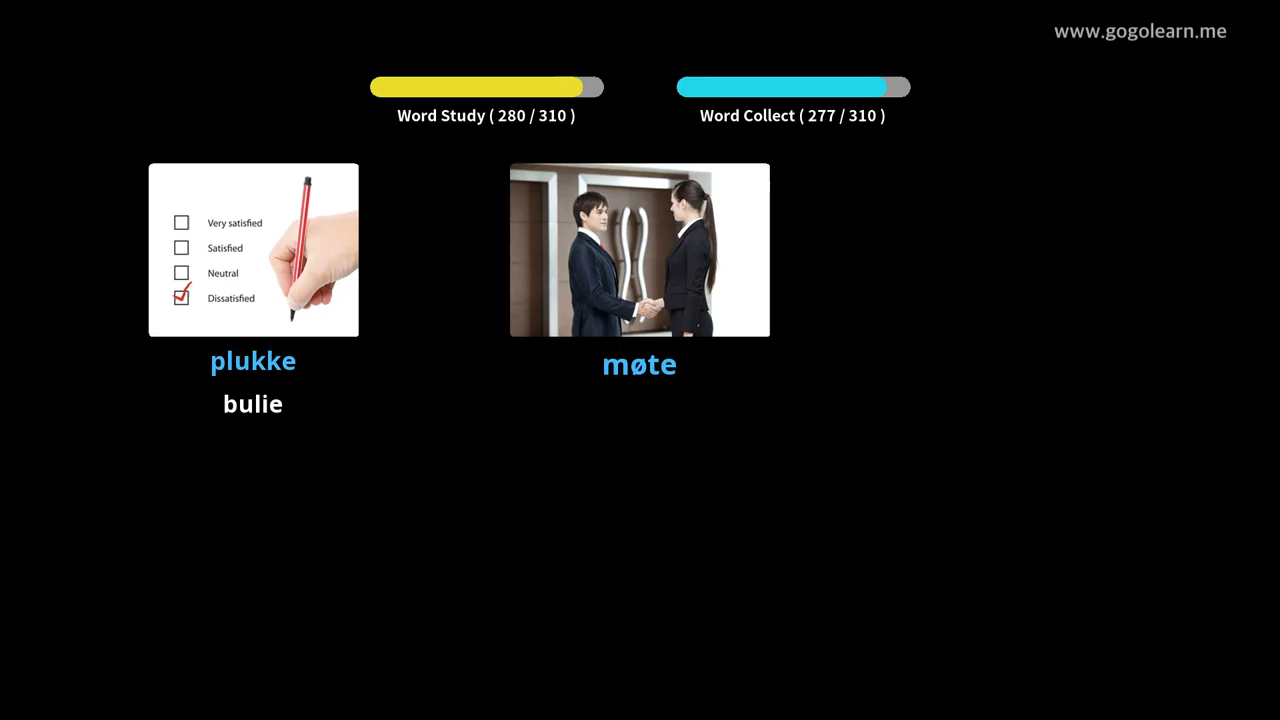 www.gogolearn.me
Word Study ( 280 / 310 )
Word Collect ( 277 / 310 )
Very satisfied
Satisfied
Neutral
Dissatisfied
plukke
bulie
møte